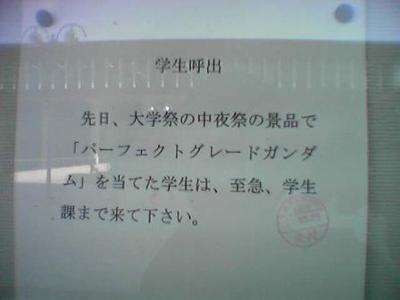 学生呼出
先日、大学祭の中夜祭の景品で
「パーフェクトグレードガンダ
ム」を当てた学生は、至急、学生
課まで来て下さい。